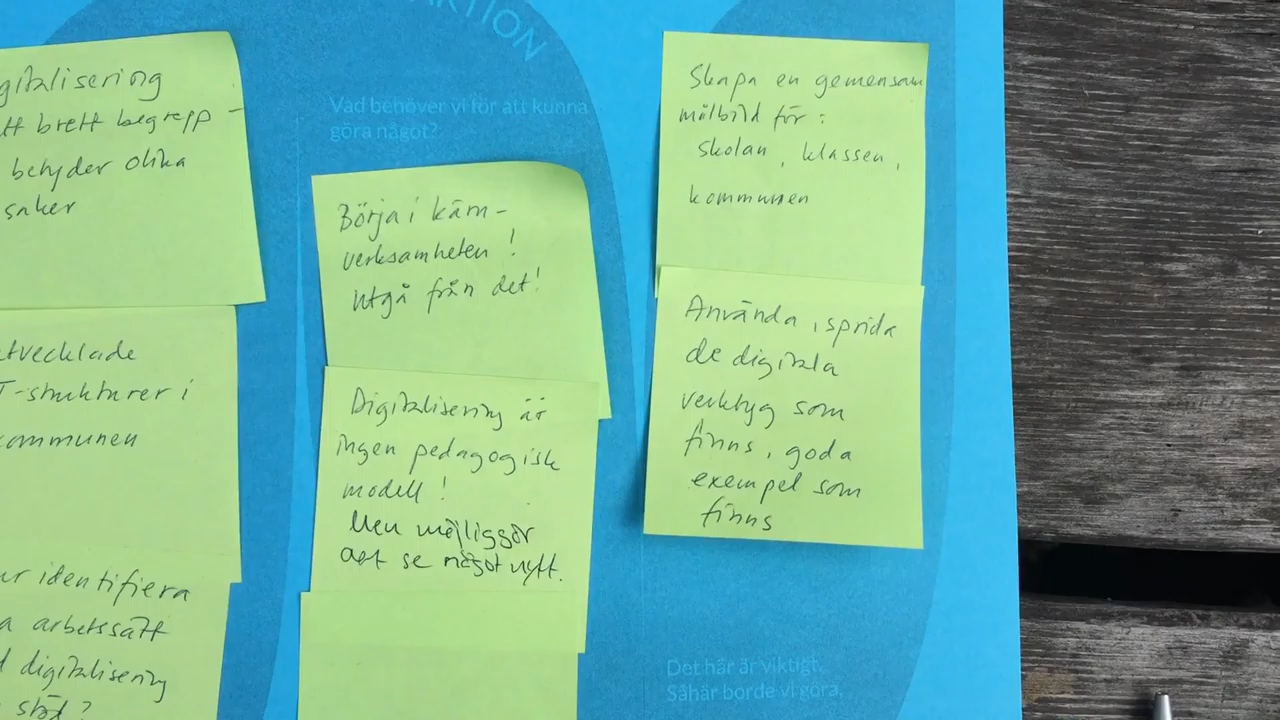 AKTION
Vad behöver vi för att kunna
göra något?
gitalisering
tt brett begrepp -
betyder olika
saker
tvecklade
T-strukturer i
kommunen
ur identifiera
a arbetssätt
d digitalisering
stöd?
Börja i kärn-
verksamheten!
utgå från det!
Digitalisering är
ingen pedagogisk
modell!
Men möjliggör
att se något nytt.
Skapa en gemensam
målbild för:
skolan, klassen,
kommunen
Använda, sprida
de digitala
verktyg som
finns, goda
exempel som
finns
Det här är viktigt.
Såhär borde vi göra.